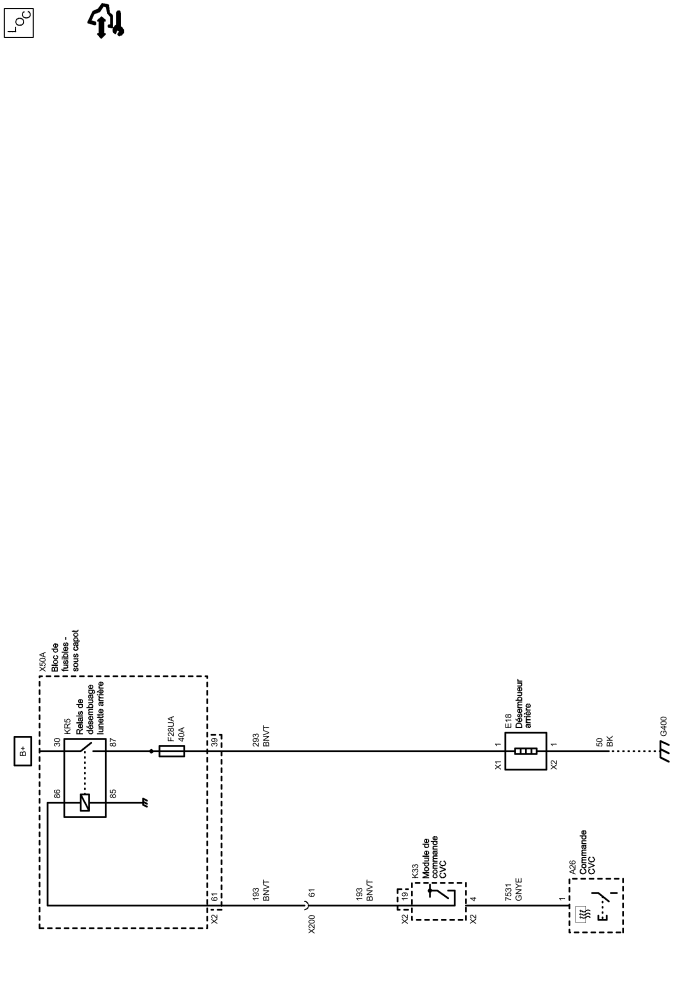 LOC
B+
X50A
Bloc de
fusibles -
sous capot
30
KR5
Relais de
désembuage
lunette arrière
87
86
85
F28UA
40A
39
293
BNVT
1
X1
E18
Désembueur
arrière
1
X2
50
BK
G400
61
X2
193
BNVT
61
X200
193
BNVT
19
X2
K33
Module de
commande
CVC
4
X2
7531
GNYE
1
A26
Commande
CVC